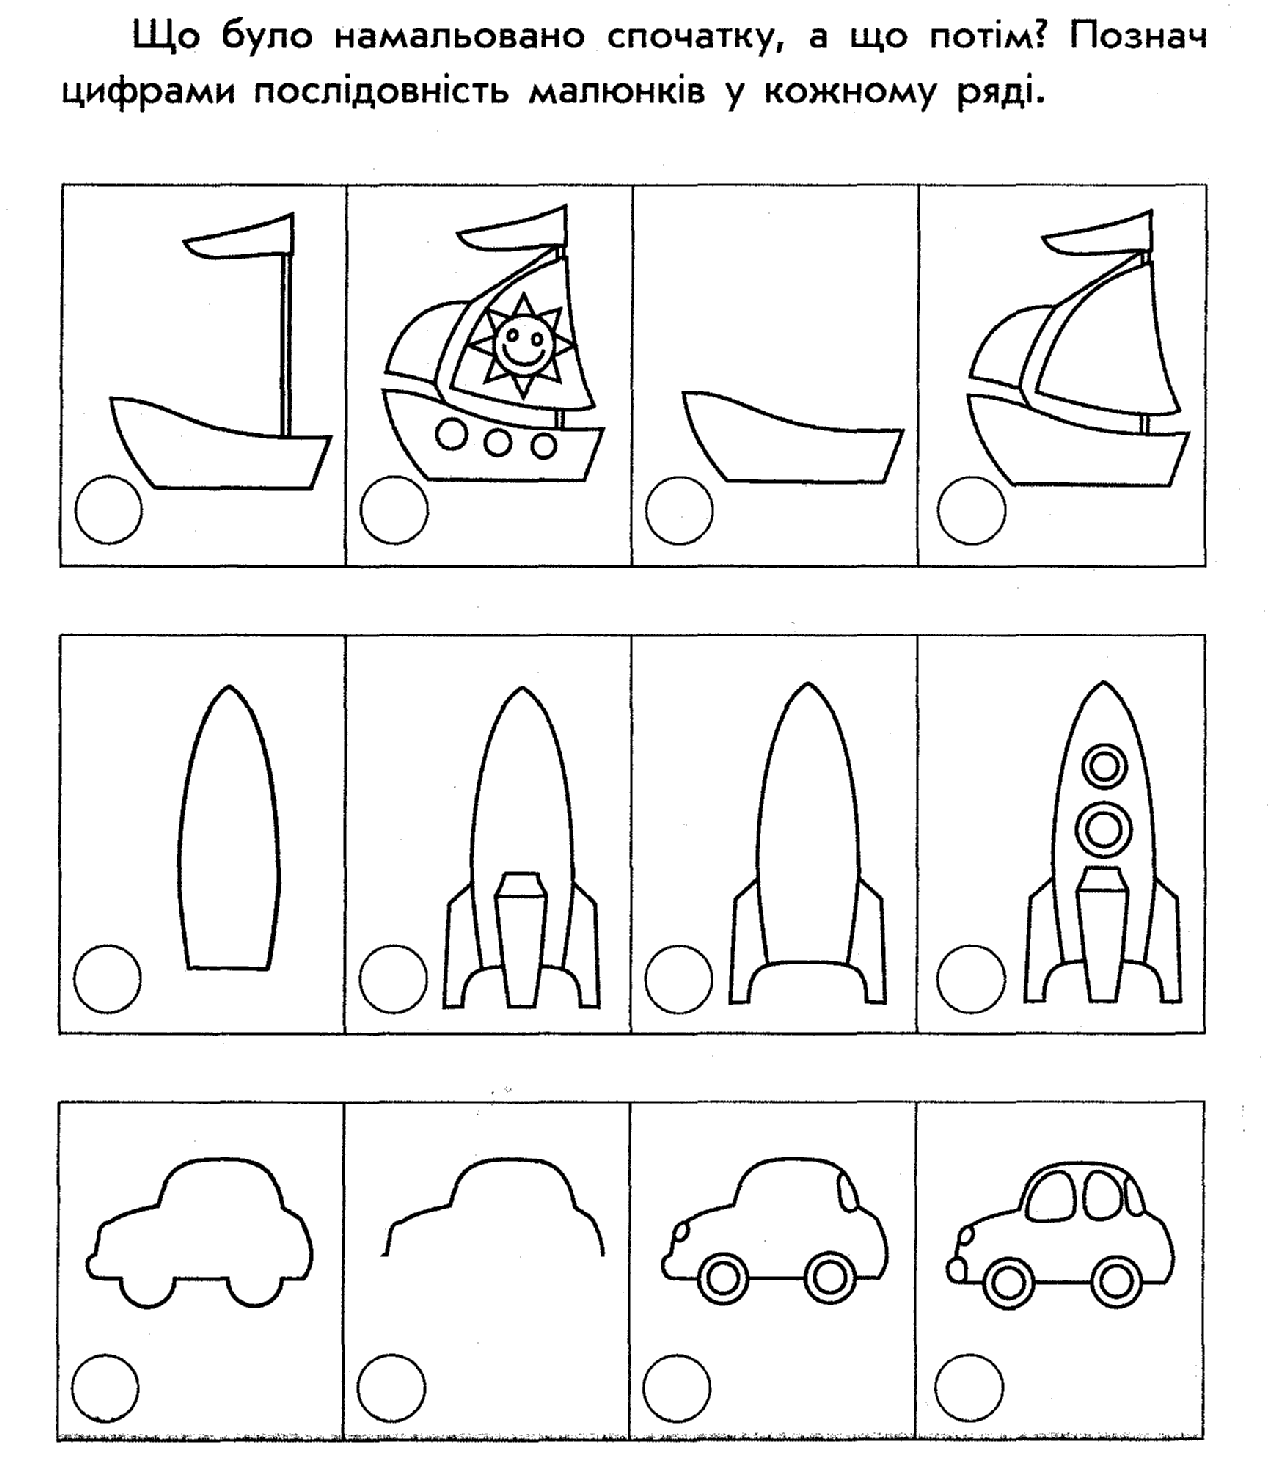 Що було намальовано спочатку, а що потім? Познач
цифрами послідовність малюнків у кожному ряді.